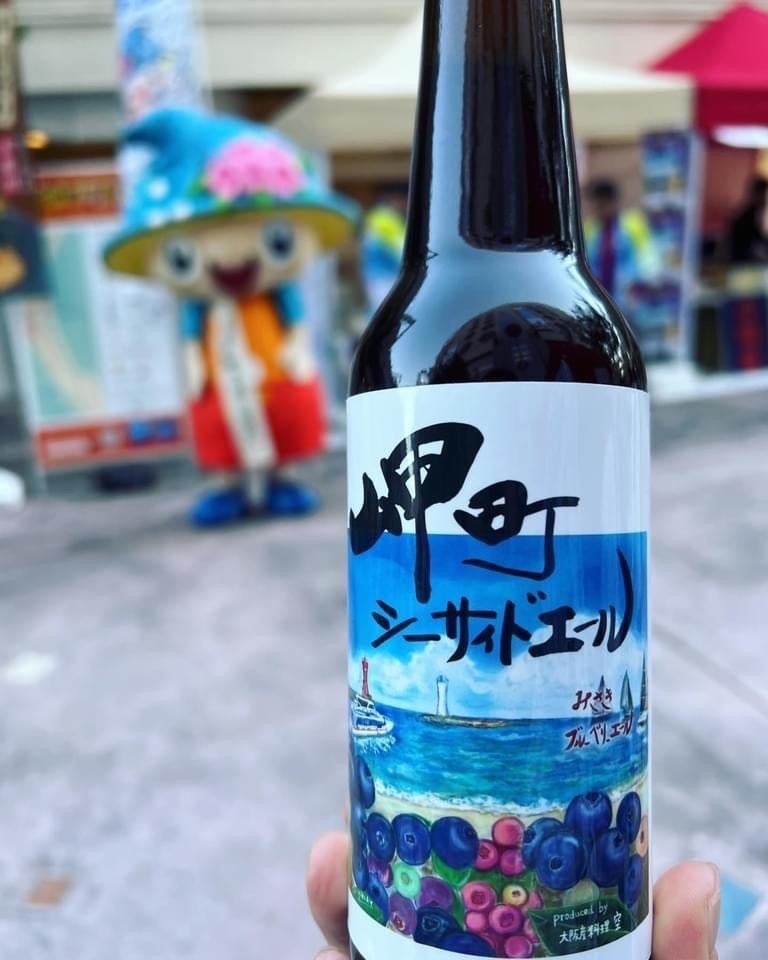 岬町
シーサイドエール
みさき
ブルーベリーエール
produced by
大阪産料理 空